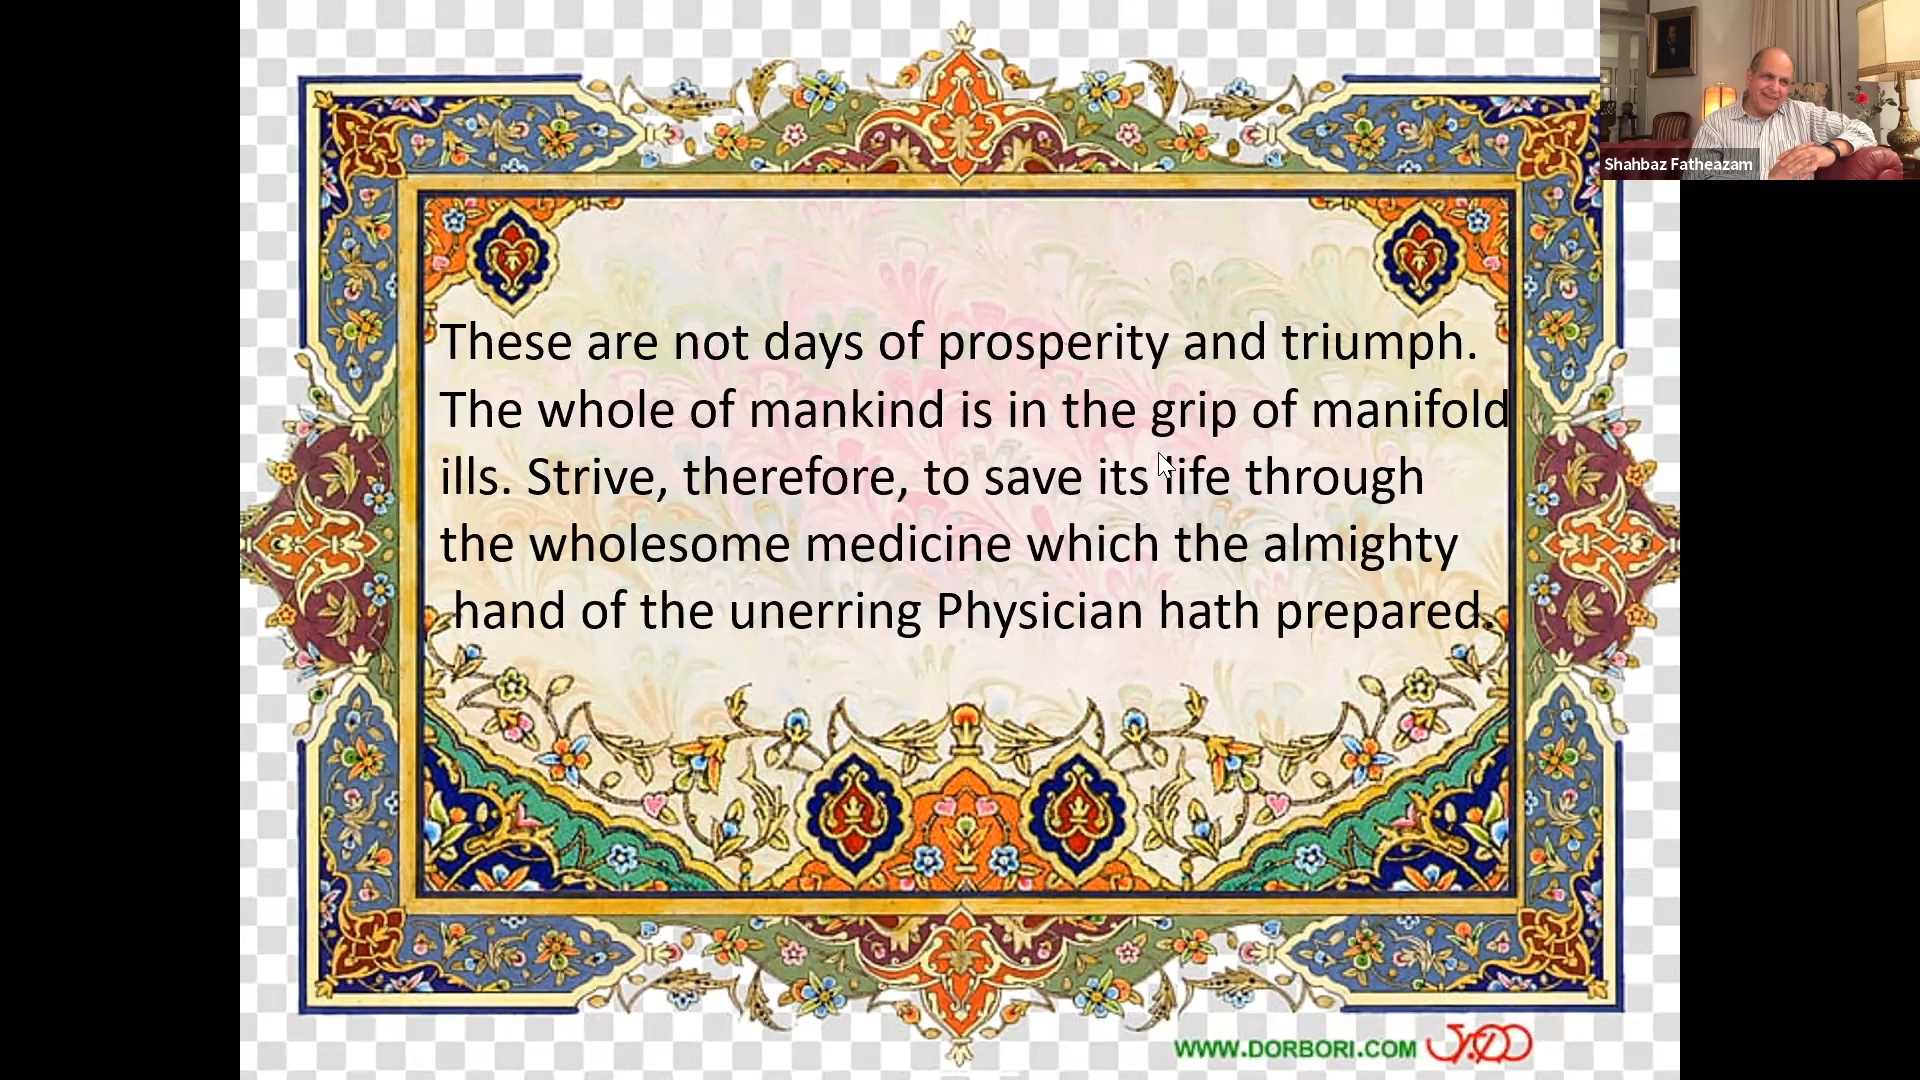 Shahbaz Fatheazam
These are not days of prosperity and triumph.
The whole of mankind is in the grip of manifold
ills. Strive, therefore, to save its life through
the wholesome medicine which the almighty
hand of the unerring Physician hath prepared.
WWW.DORBORI.COM